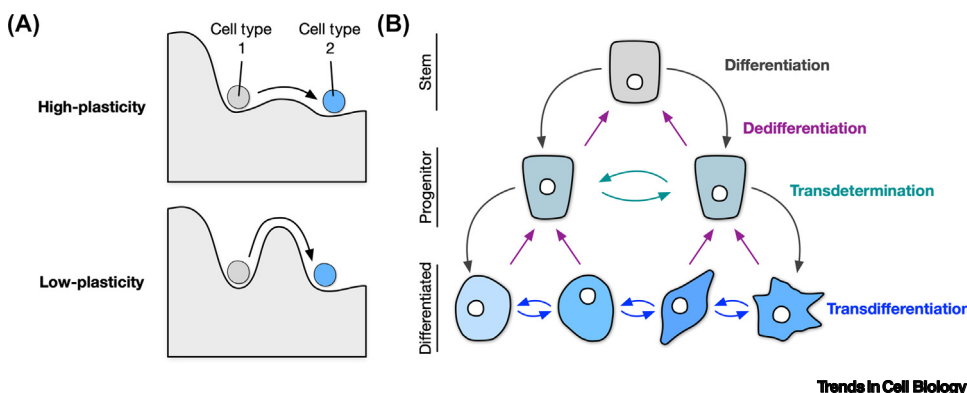 (A)
Cell type
1
Cell type
2
High-plasticity
Low-plasticity
(B)
Stem
Progenitor
Differentiated
Differentiation
Dedifferentiation
Transdetermination
Transdifferentiation
Trends in Cell Biology